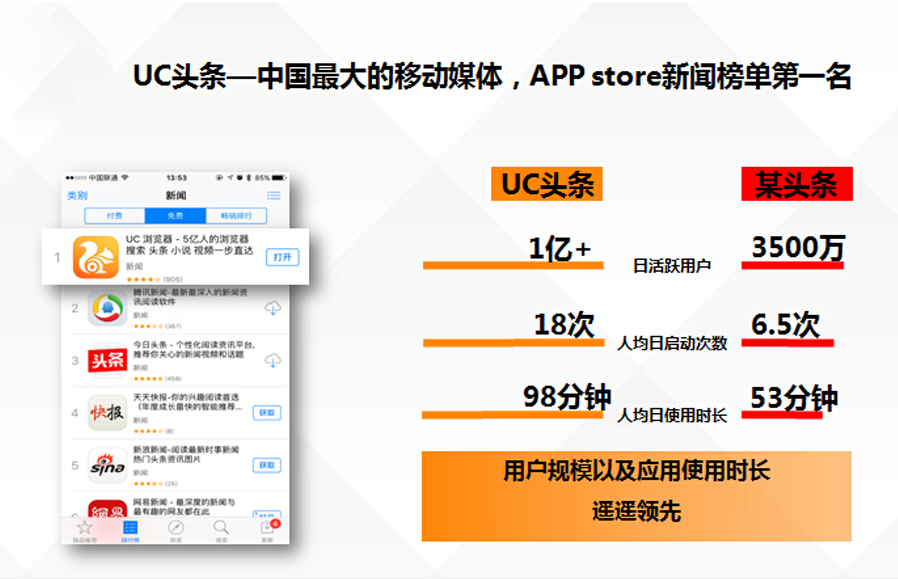 UC头条—中国最大的移动媒体，APP store新闻榜单第一名
中国联通
13:53
85%
类别
新闻
付费
免费
畅销排行
1
UC 浏览器 - 5亿人的浏览器
搜索 头条 小说 视频一步直达
新闻
(905)
打开
2
腾讯新闻-最新最深入的新闻资
讯阅读软件
新闻
(367)
3
头条
今日头条 - 个性化阅读资讯平台,
推荐你关心的新闻视频和话题
新闻
(456)
4
快报
天天快报-你的兴趣阅读首选
（年度成长最快的智能推荐...
新闻
获取
5
sina
新浪新闻-阅读最新时事新闻
热门头条资讯图片
新闻
(25)
获取
網易
网易新闻 - 最深度的新闻与
最有趣的网友都在此
精品推荐
排行榜
探索
搜索
更新
4
UC头条
某头条
1亿+
日活跃用户
3500万
18次
人均日启动次数
6.5次
98分钟
人均日使用时长
53分钟
用户规模以及应用使用时长
遥遥领先